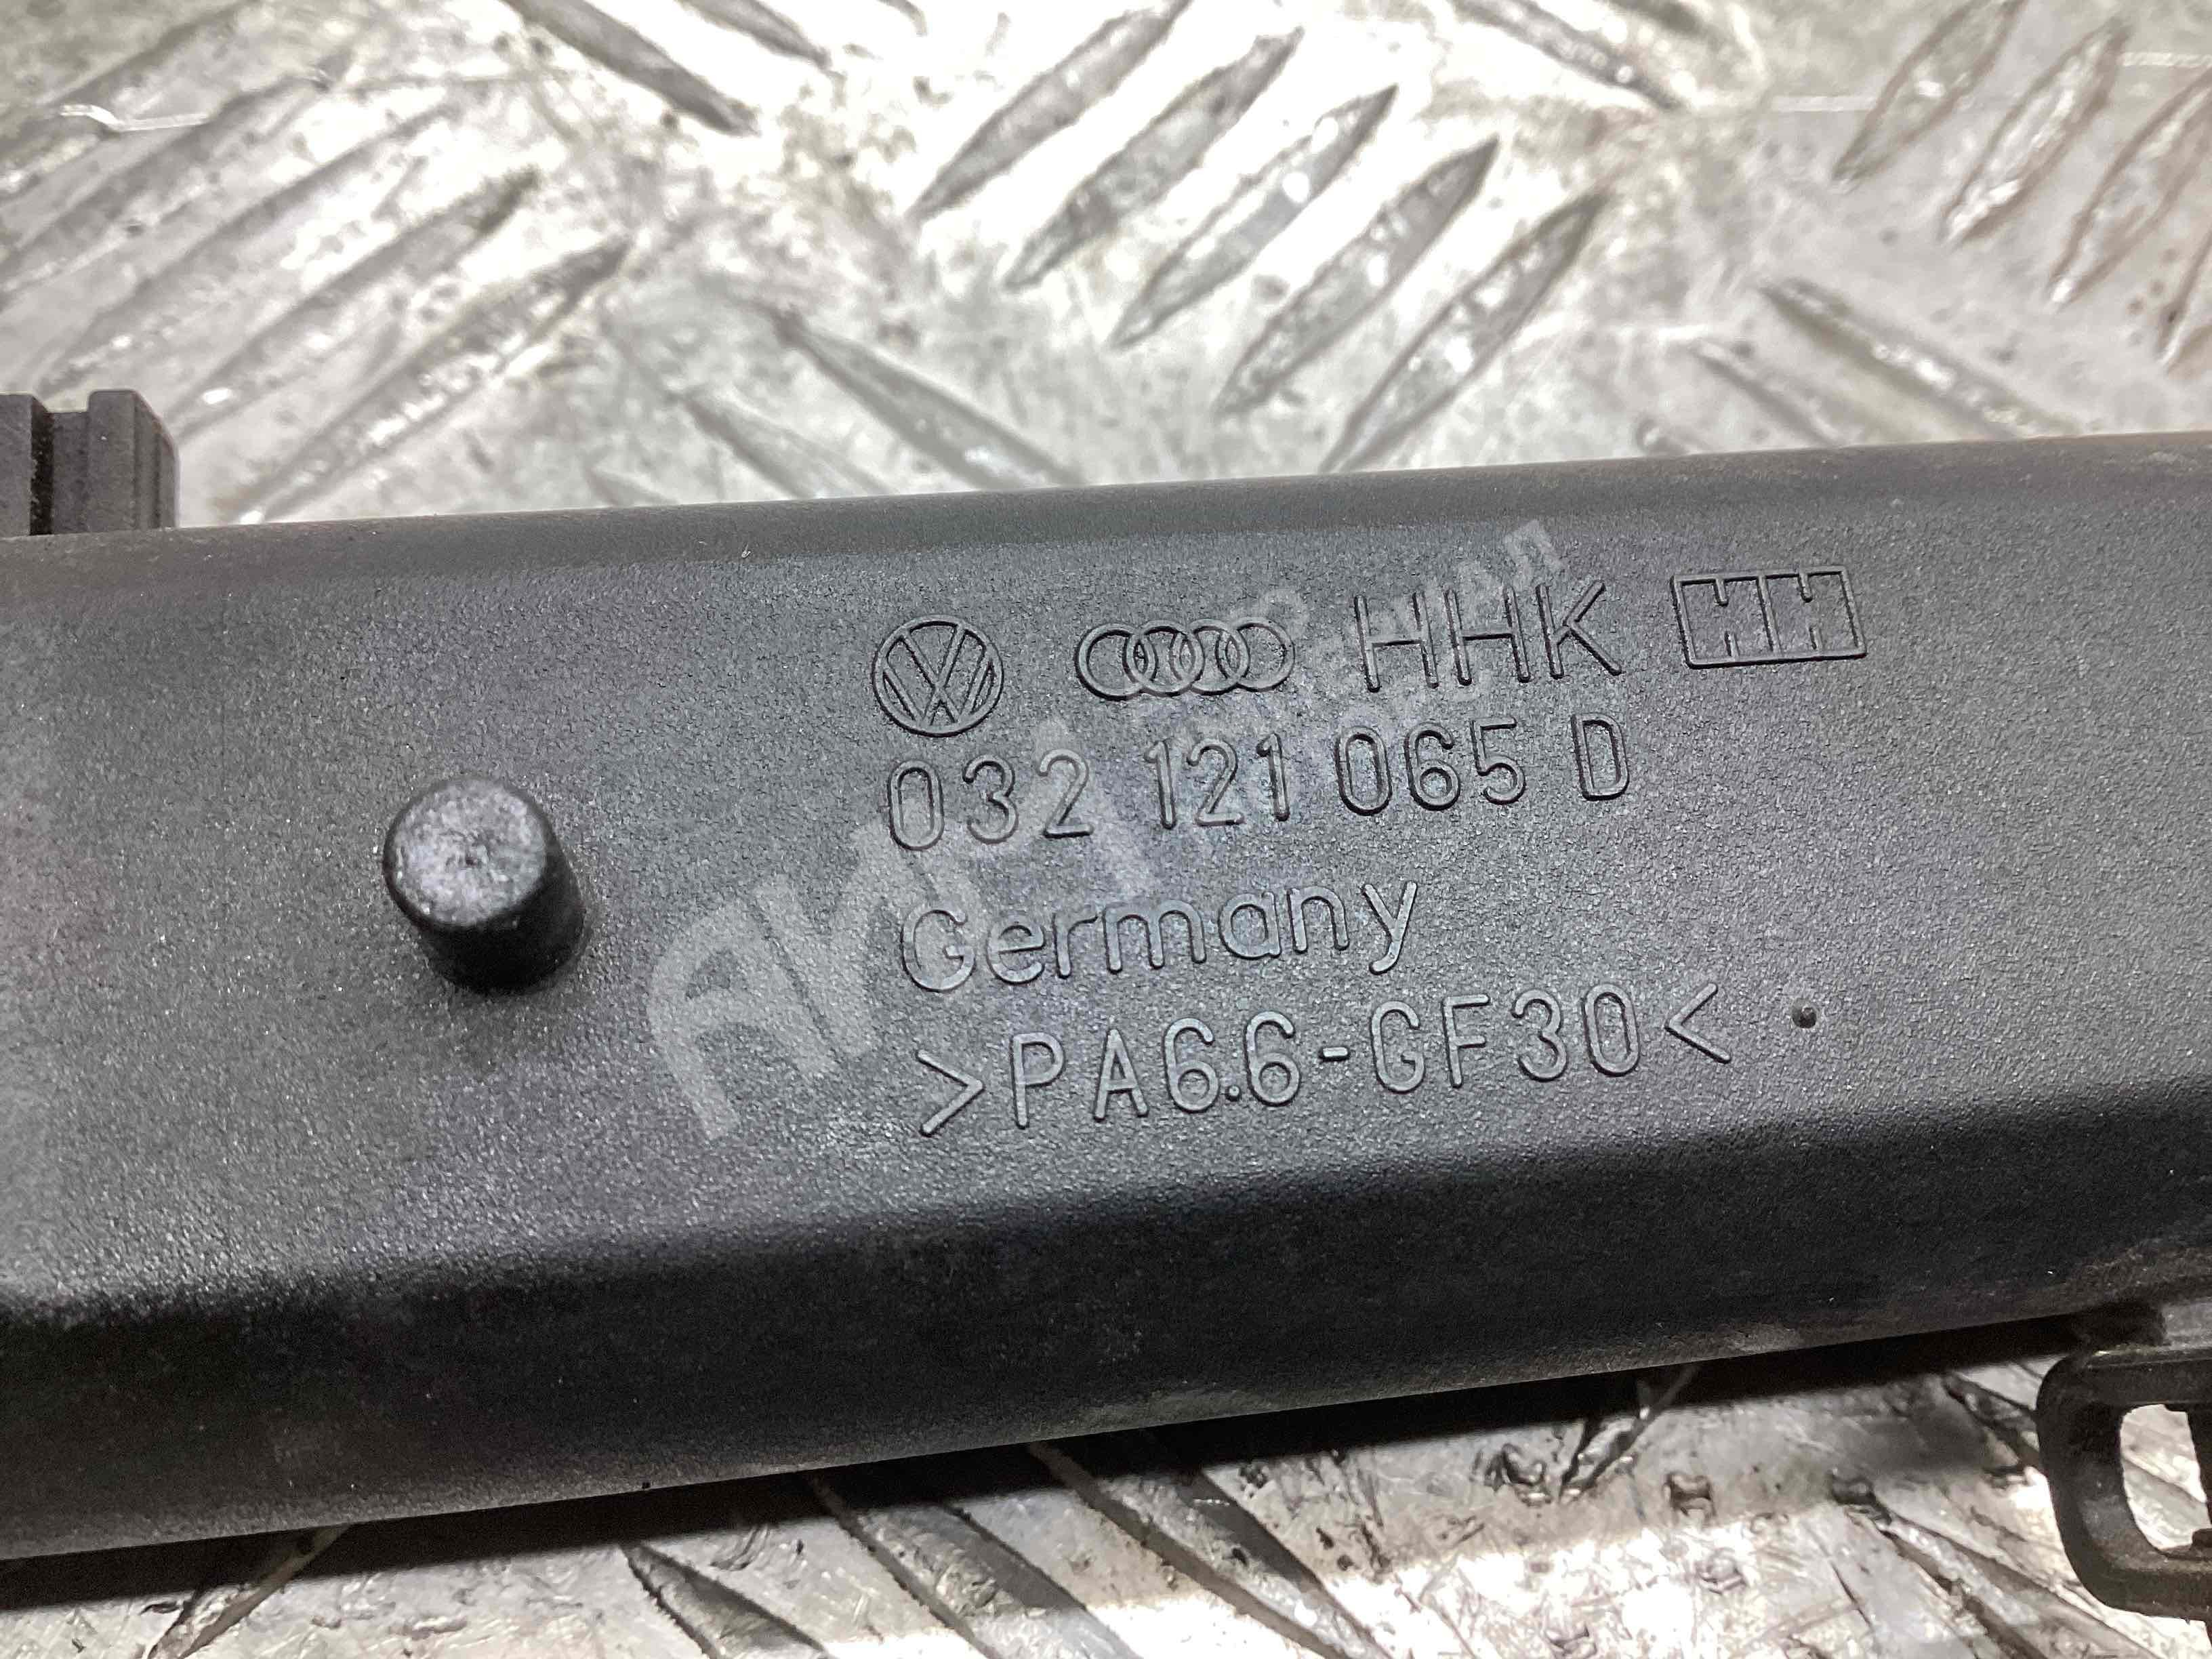 HHK HH
032 121 065 D
Germany
>PA6.6-GF30<